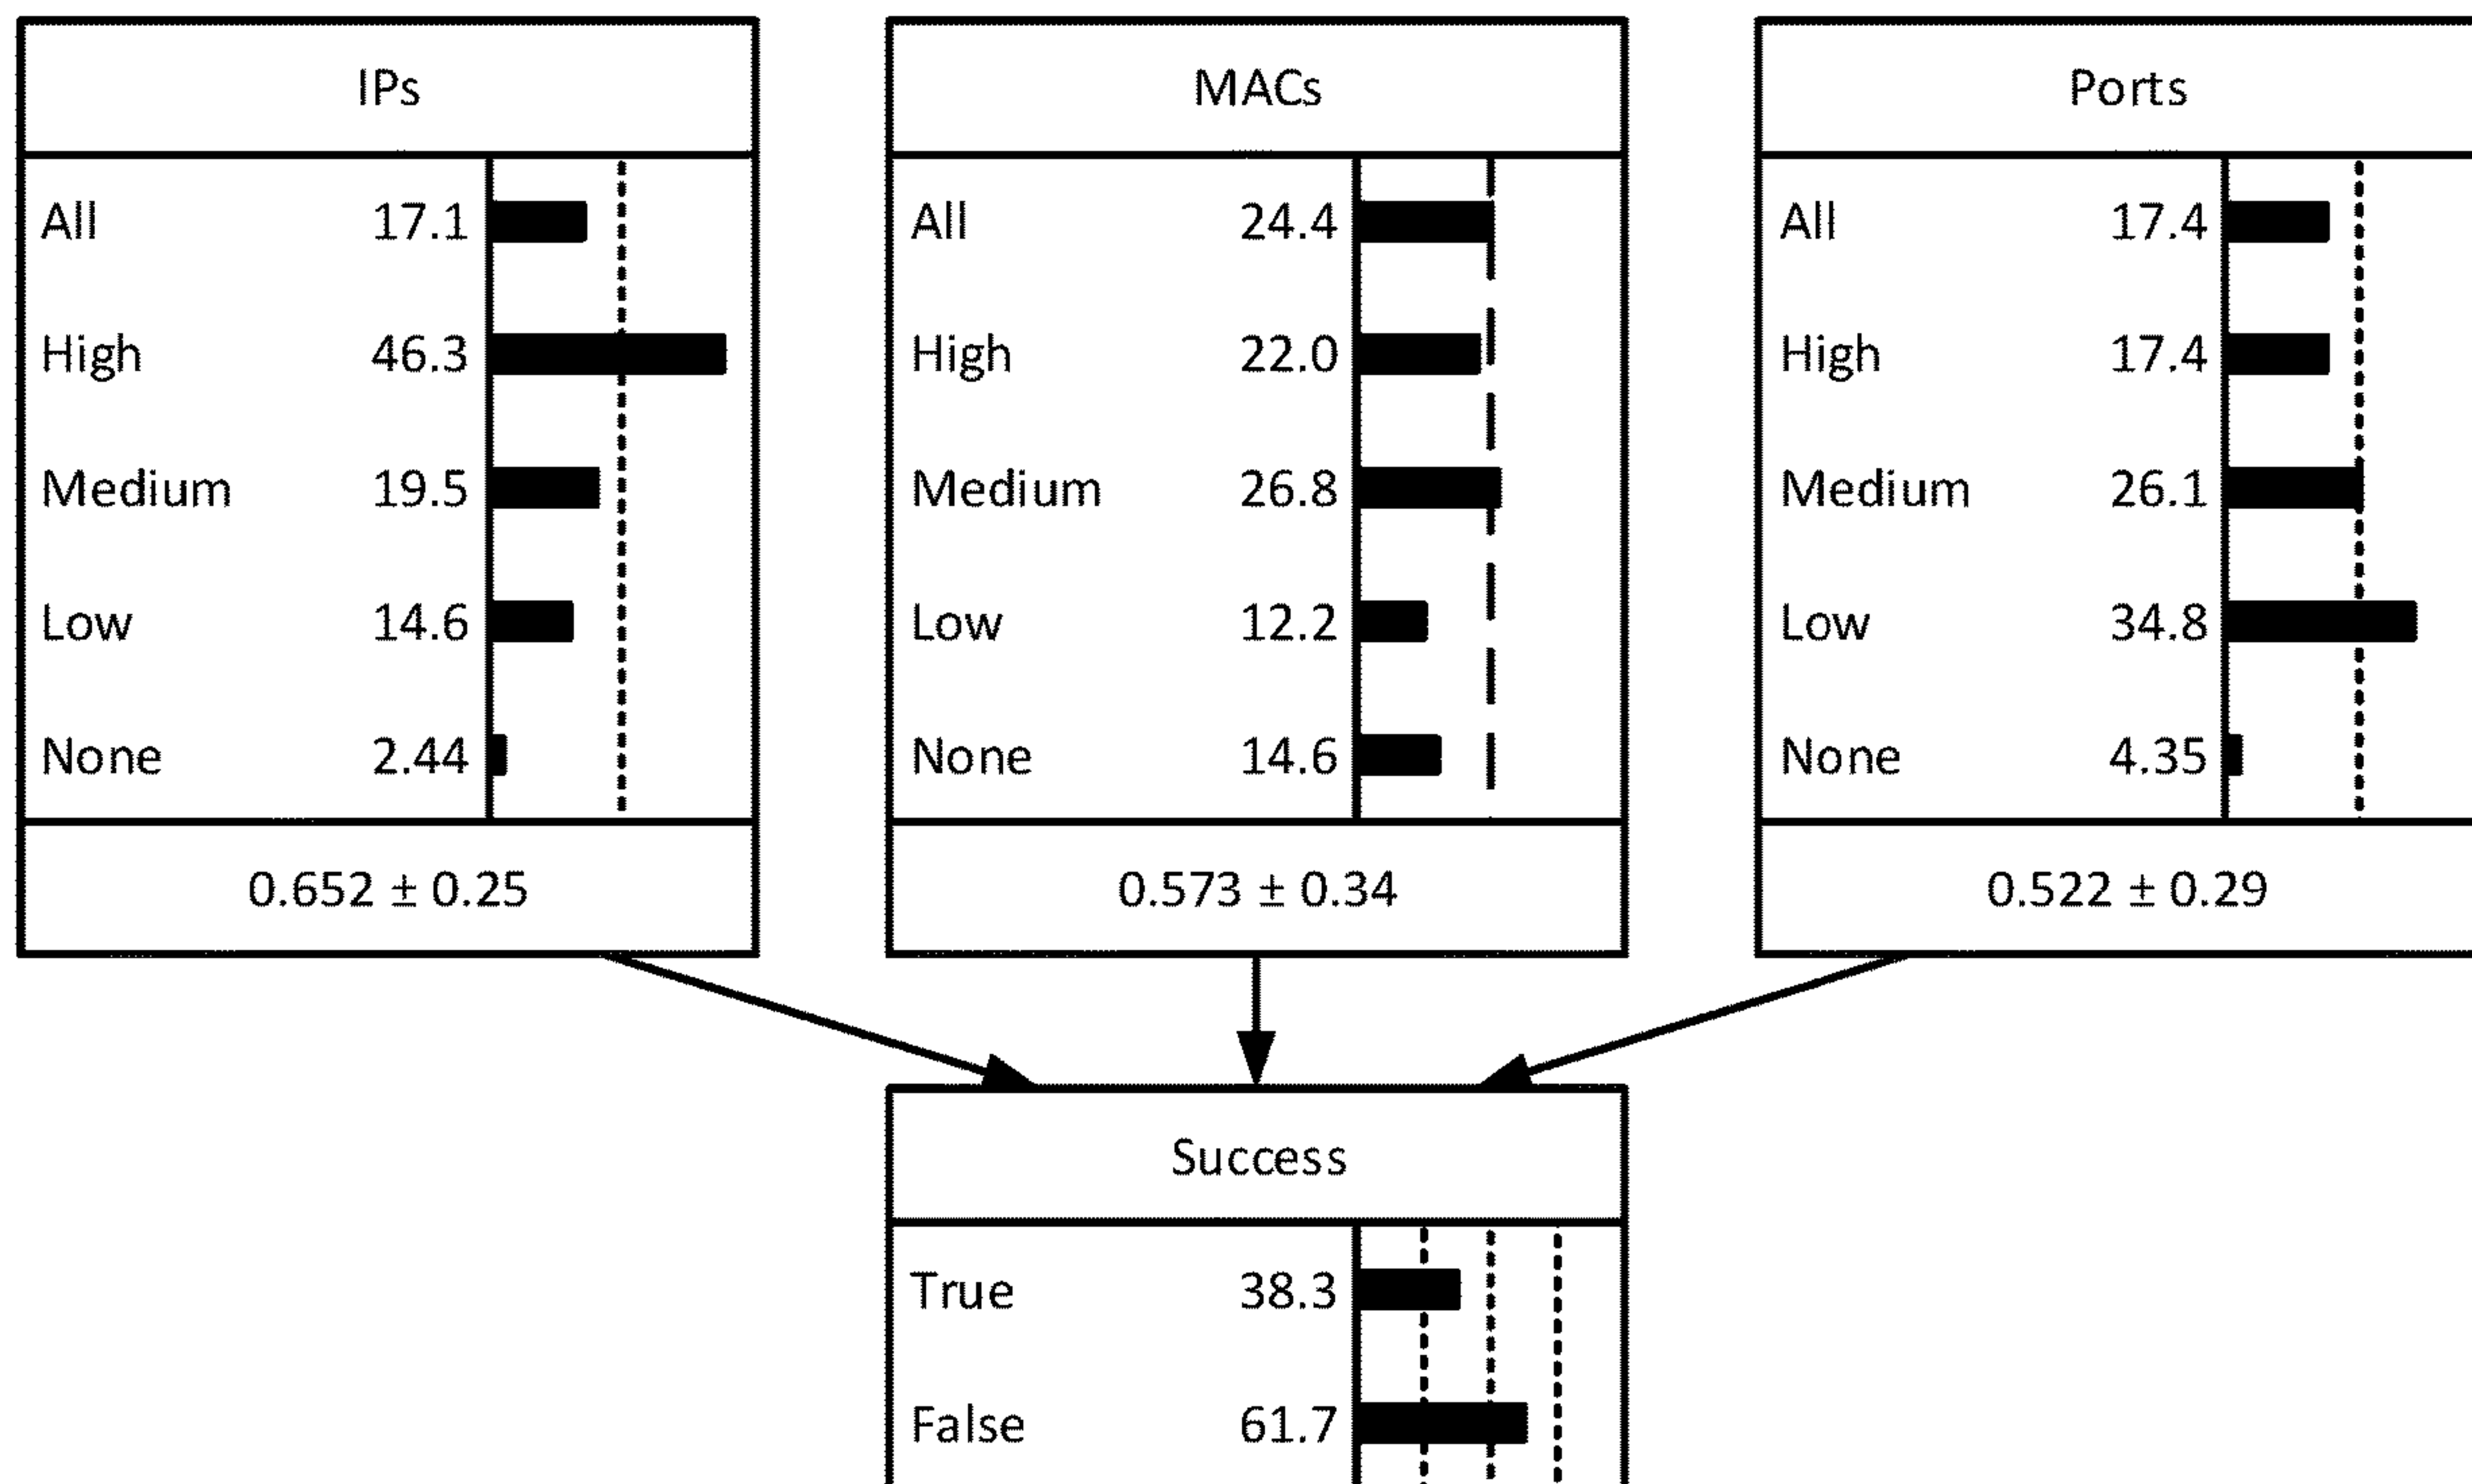 IPs
All 17.1
High 46.3
Medium 19.5
Low 14.6
None 2.44
0.652 ± 0.25
MACs
All 24.4
High 22.0
Medium 26.8
Low 12.2
None 14.6
0.573 ± 0.34
Ports
All 17.4
High 17.4
Medium 26.1
Low 34.8
None 4.35
0.522 ± 0.29
Success
True 38.3
False 61.7